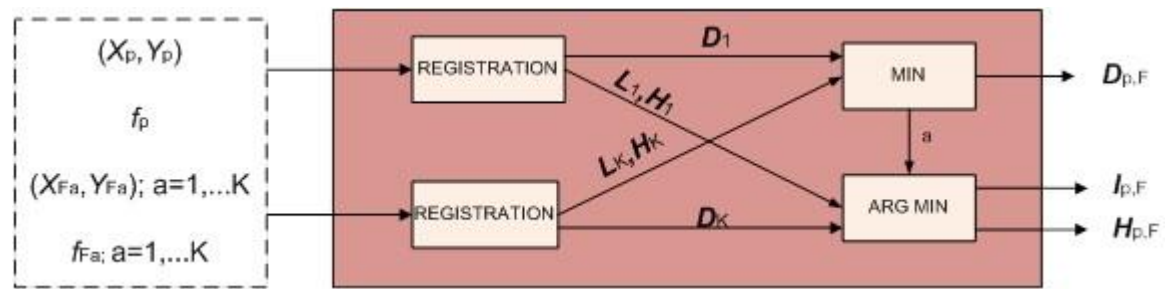 (Xp,Yp)
fp
(XFa,YFa); a=1,...K
fFa; a=1,...K
REGISTRATION
REGISTRATION
D1
L1,H1
LK,HK
DK
MIN
a
ARG MIN
Dp,F
Ip,F
Hp,F